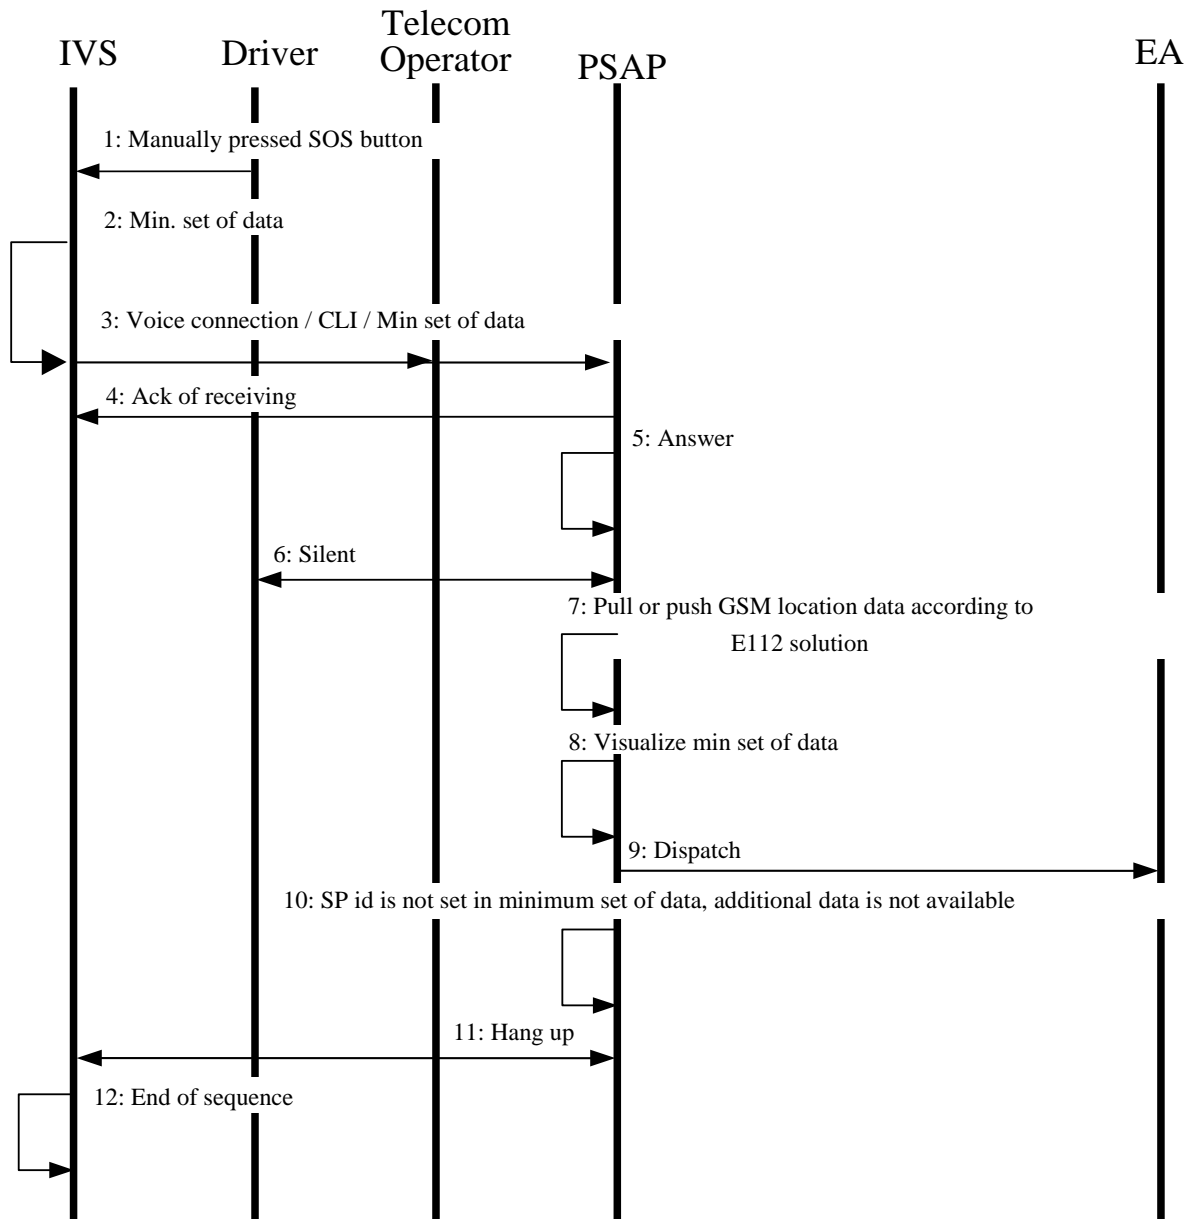 IVS
Driver
Telecom
Operator
PSAP
EA
1: Manually pressed SOS button
2: Min. set of data
3: Voice connection / CLI / Min set of data
4: Ack of receiving
5: Answer
6: Silent
7: Pull or push GSM location data according to
E112 solution
8: Visualize min set of data
9: Dispatch
10: SP id is not set in minimum set of data, additional data is not available
11: Hang up
12: End of sequence